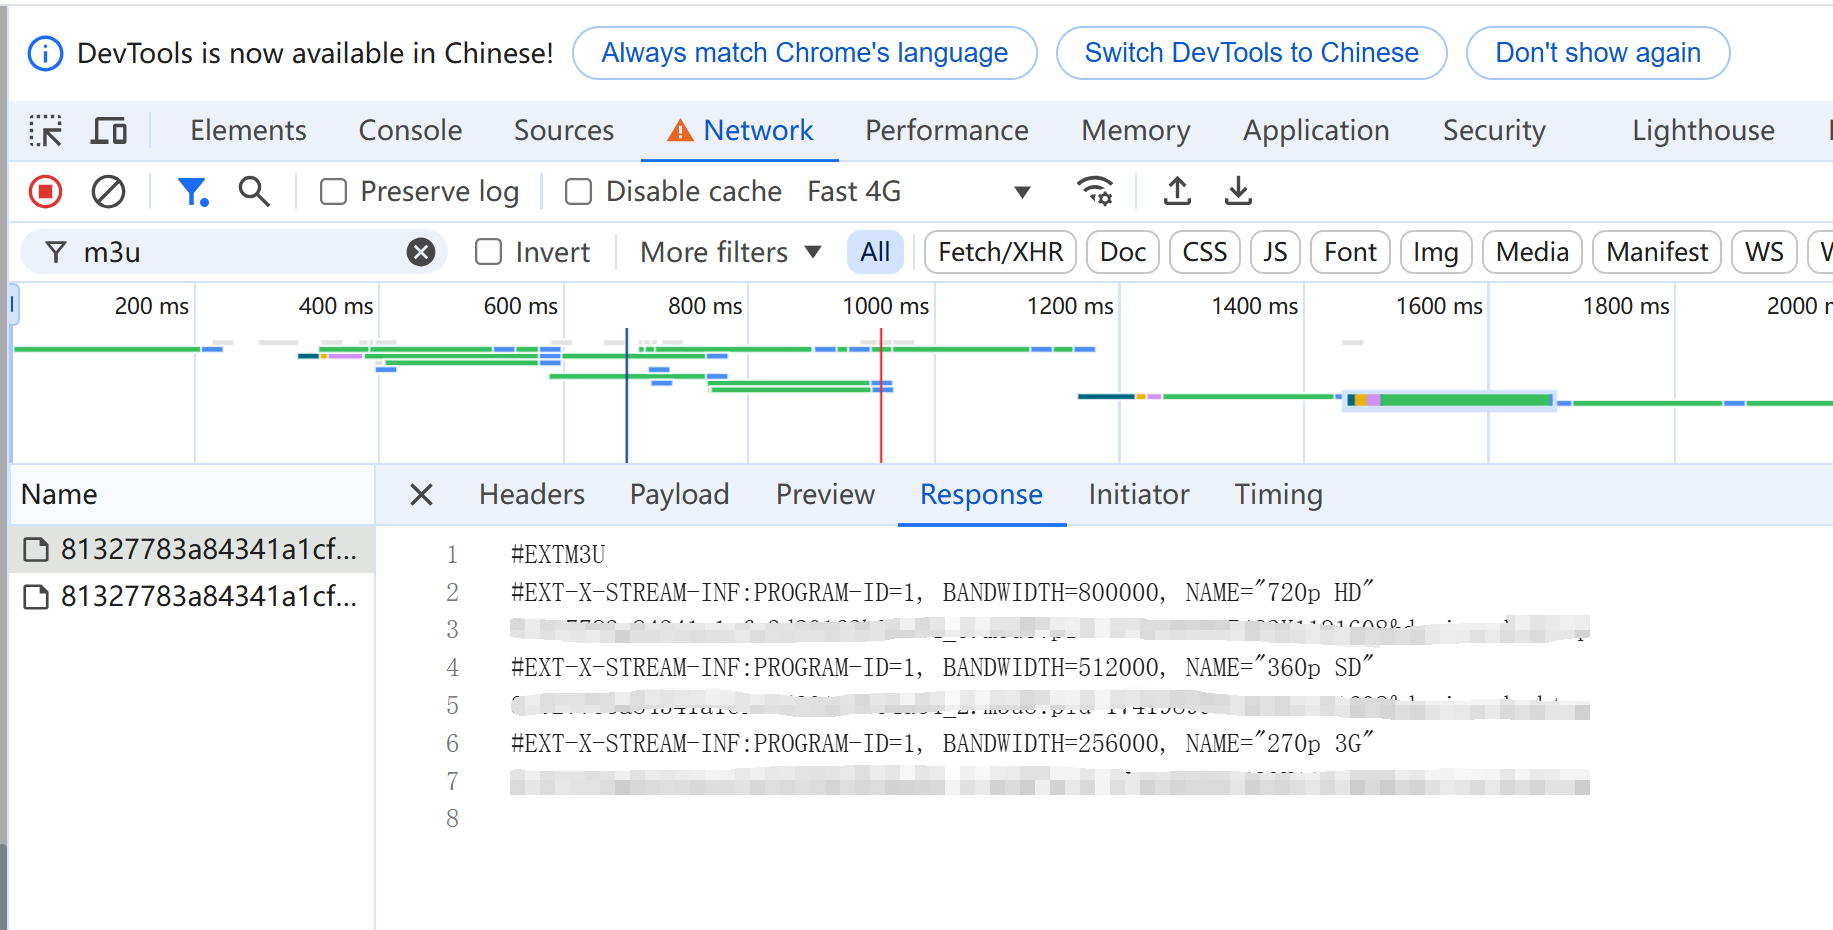 DevTools is now available in Chinese! Always match Chrome's language Switch DevTools to Chinese Don't show again
Elements Console Sources Network Performance Memory Application Security Lighthouse
Preserve log Disable cache Fast 4G
m3u Invert More filters All Fetch/XHR Doc CSS JS Font Img Media Manifest WS
200 ms 400 ms 600 ms 800 ms 1000 ms 1200 ms 1400 ms 1600 ms 1800 ms 2000
Name Headers Payload Preview Response Initiator Timing
81327783a84341a1cf...
81327783a84341a1cf...
1 #EXTM3U
2 #EXT-X-STREAM-INF:PROGRAM-ID=1, BANDWIDTH=800000, NAME="720p HD"
3
4 #EXT-X-STREAM-INF:PROGRAM-ID=1, BANDWIDTH=512000, NAME="360p SD"
5
6 #EXT-X-STREAM-INF:PROGRAM-ID=1, BANDWIDTH=256000, NAME="270p 3G"
7
8